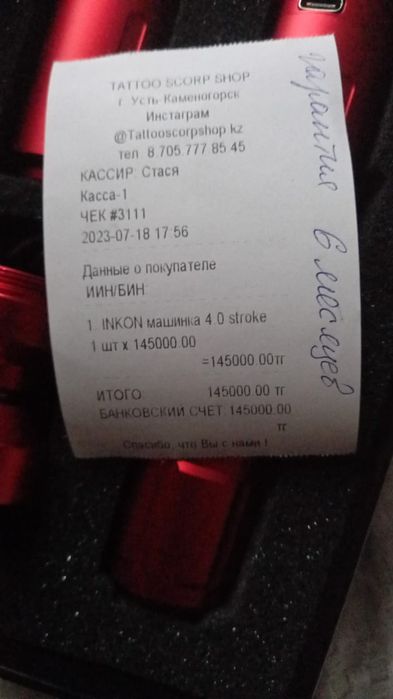 TATTOO SCORP SHOP
г. Усть-Каменогорск
Инстаграм
@Tattooscorpshop.kz
тел. 8.705.777 85 45
КАССИР: Стася
Касса-1
ЧЕК #3111
2023-07-18 17:56
Данные о покупателе
ИИН/БИН:
1. INKON машинка 4.0 stroke
1 шт x 145000.00
=145000.00тг
ИТОГО: 145000.00 тг
БАНКОВСКИЙ СЧЕТ: 145000.00
тг
Спасибо, что Вы с нами !
гарантия 6 месяцев